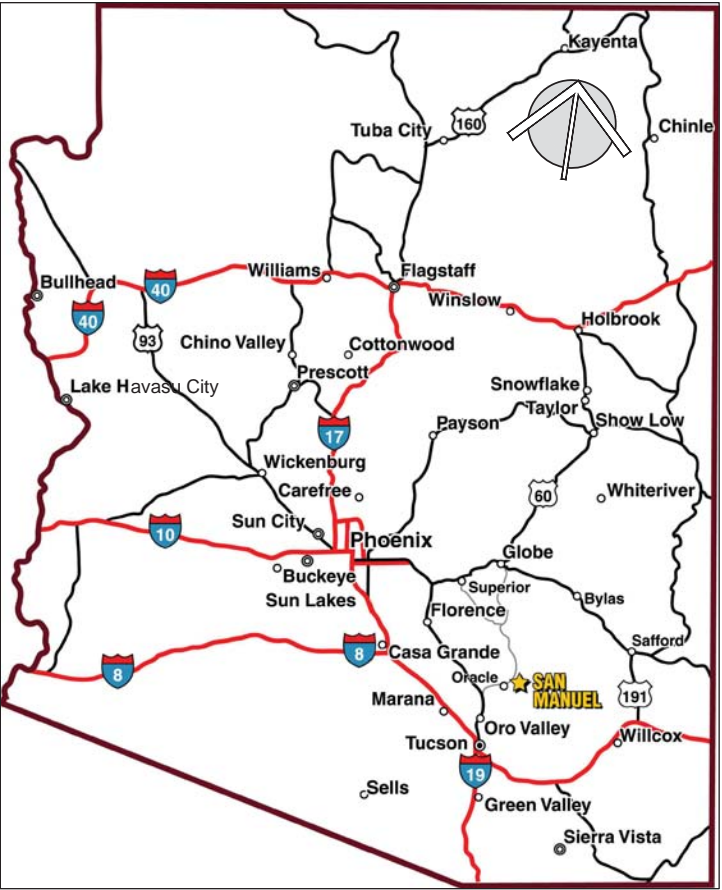 Kayenta
160
Tuba City
Chinle
Williams
Flagstaff
Bullhead
40
Winslow
40
93
Holbrook
Chino Valley
Cottonwood
Prescott
Lake Havasu City
Snowflake
Taylor
Payson
Show Low
17
Wickenburg
Carefree
60
Whiteriver
Sun City
10
Phoenix
Globe
Buckeye
Superior
Sun Lakes
Bylas
Florence
Safford
8
8
Casa Grande
Oracle
SAN
MANUEL
191
Marana
Oro Valley
Willcox
Tucson
19
Sells
Green Valley
Sierra Vista